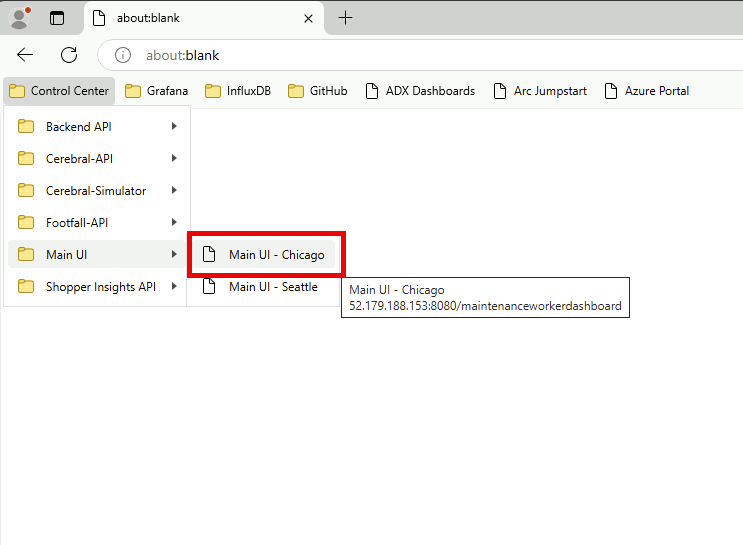 about:blank
about:blank
Control Center
Grafana
InfluxDB
GitHub
ADX Dashboards
Arc Jumpstart
Azure Portal
Backend API
Cerebral-API
Cerebral-Simulator
Footfall-API
Main UI
Main UI - Chicago
Shopper Insights API
Main UI - Seattle
Main UI - Chicago
52.179.188.153:8080/maintenanceworkerdashboard